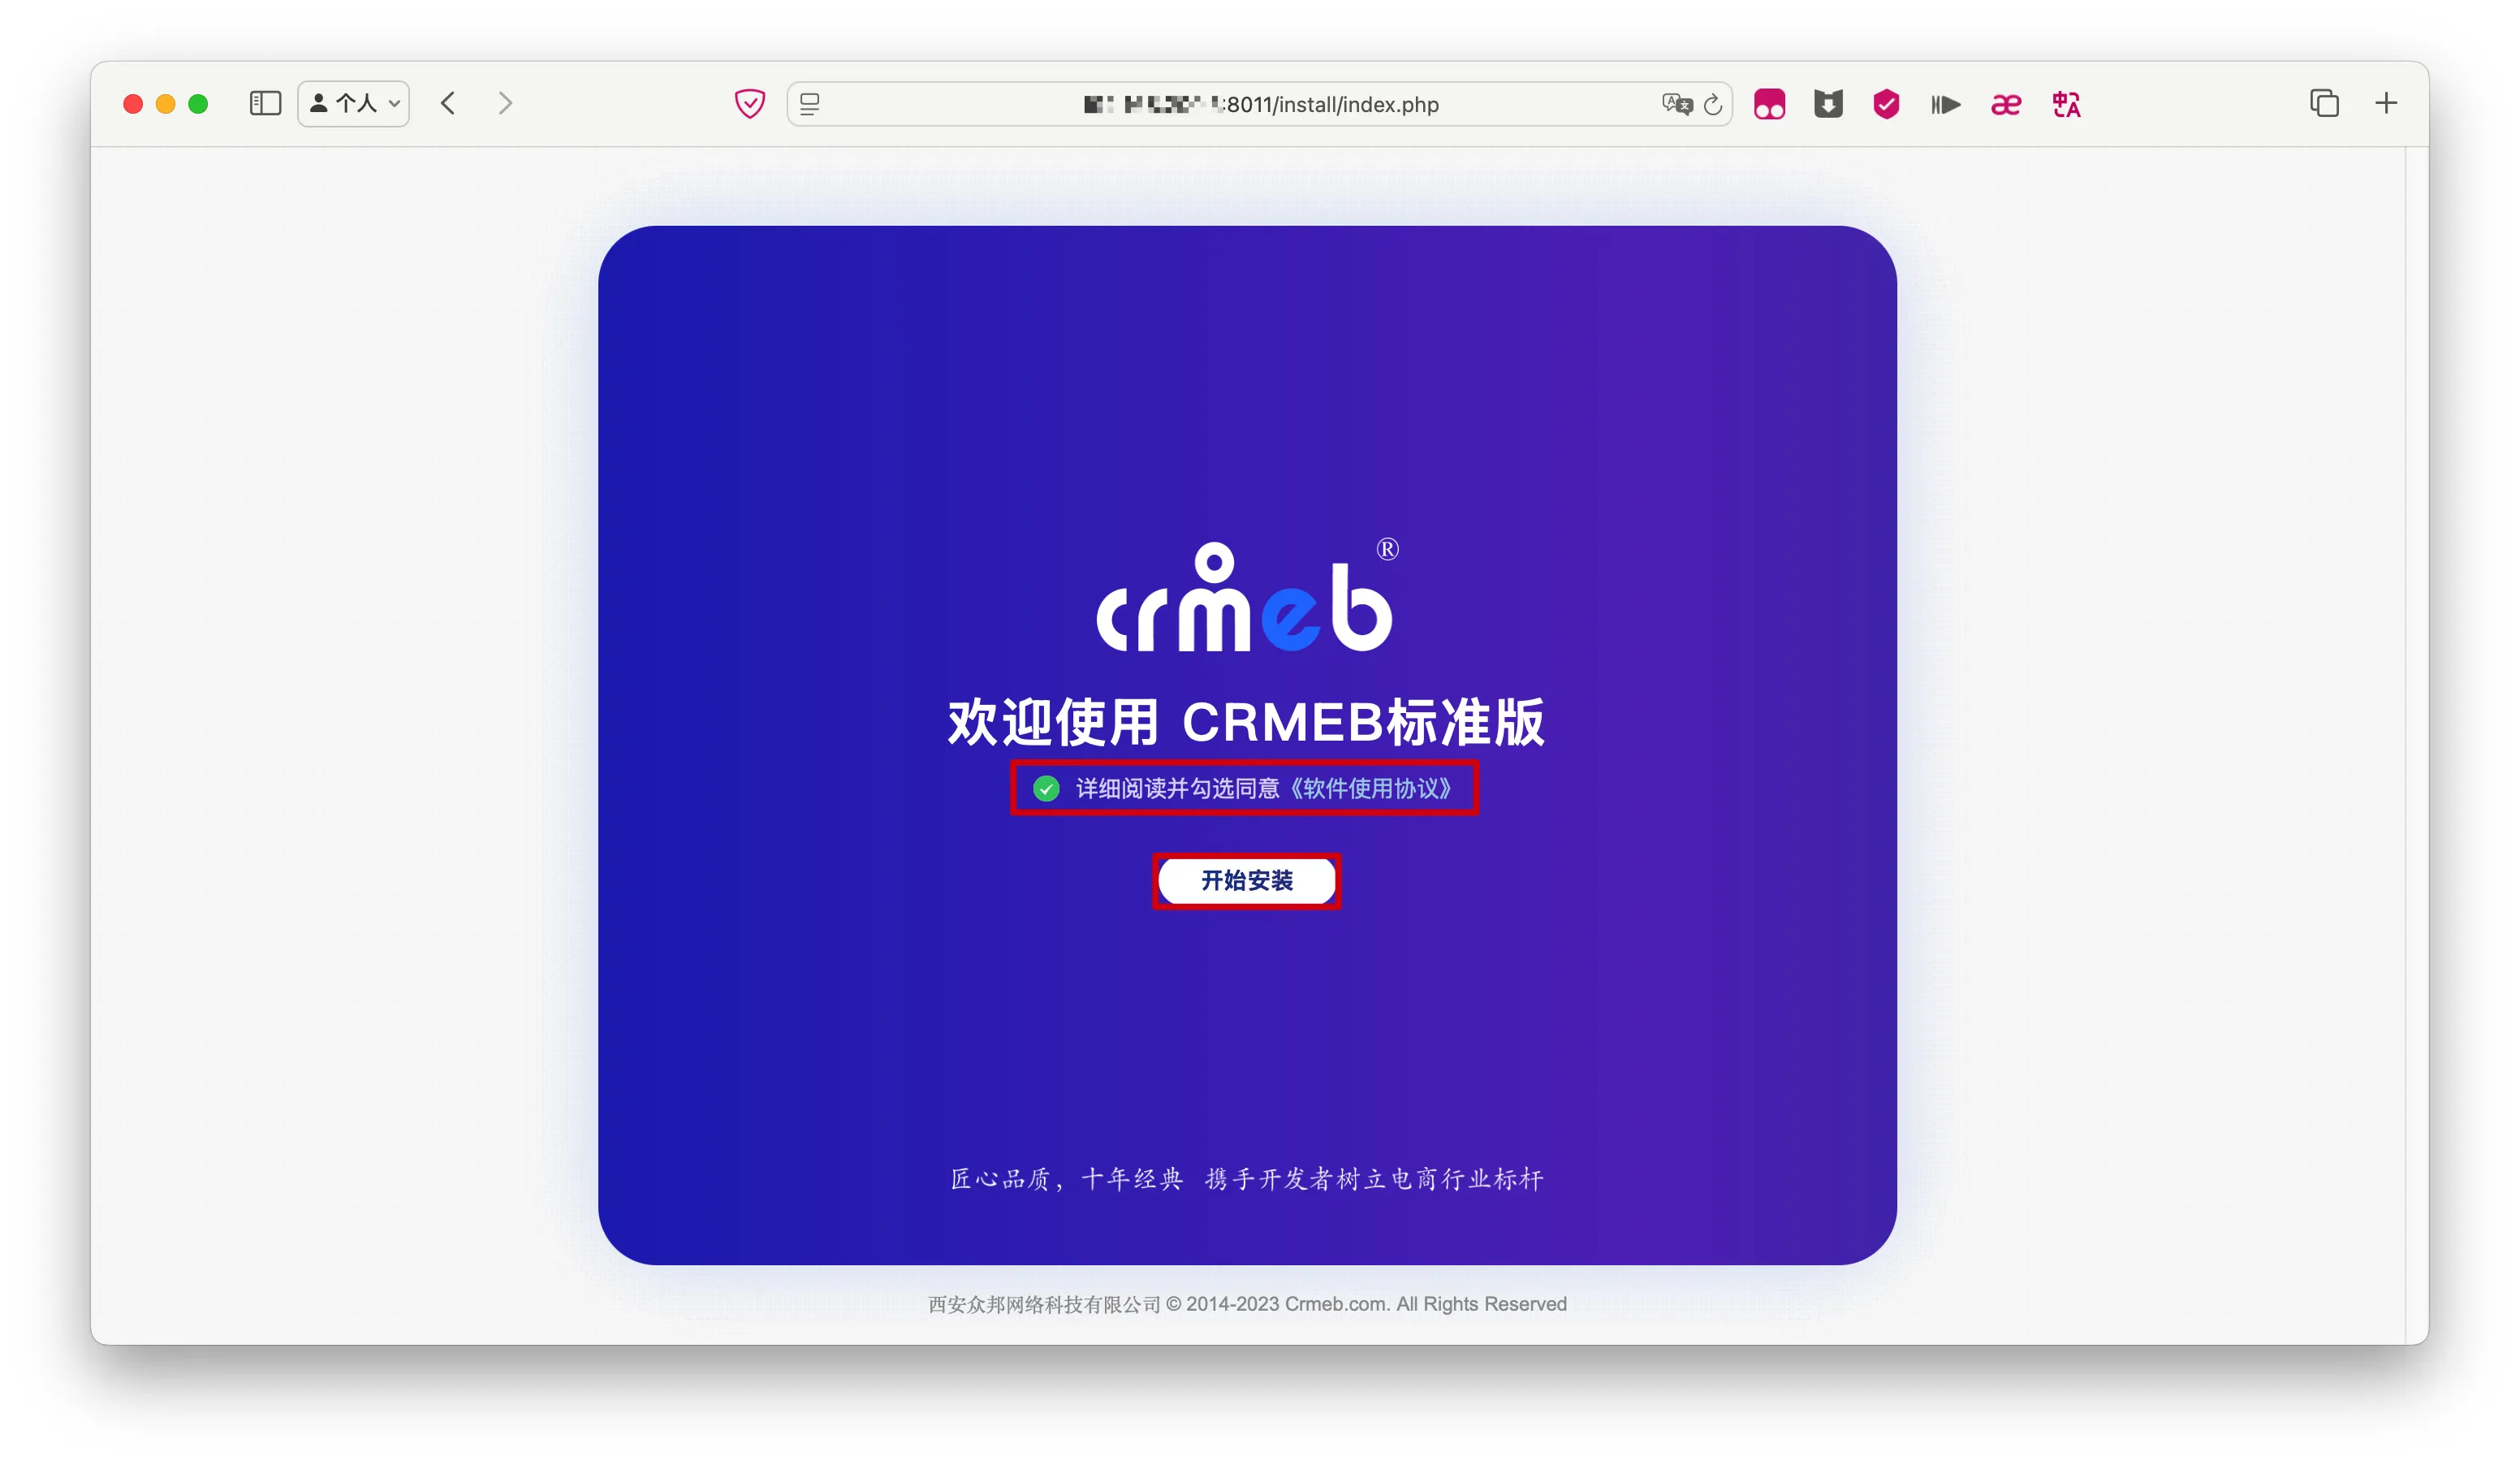 个人
:8011/install/index.php
crmeb®
欢迎使用 CRMEB标准版
详细阅读并勾选同意《软件使用协议》
开始安装
匠心品质，十年经典 携手开发者树立电商行业标杆
西安众邦网络科技有限公司 © 2014-2023 Crmeb.com. All Rights Reserved